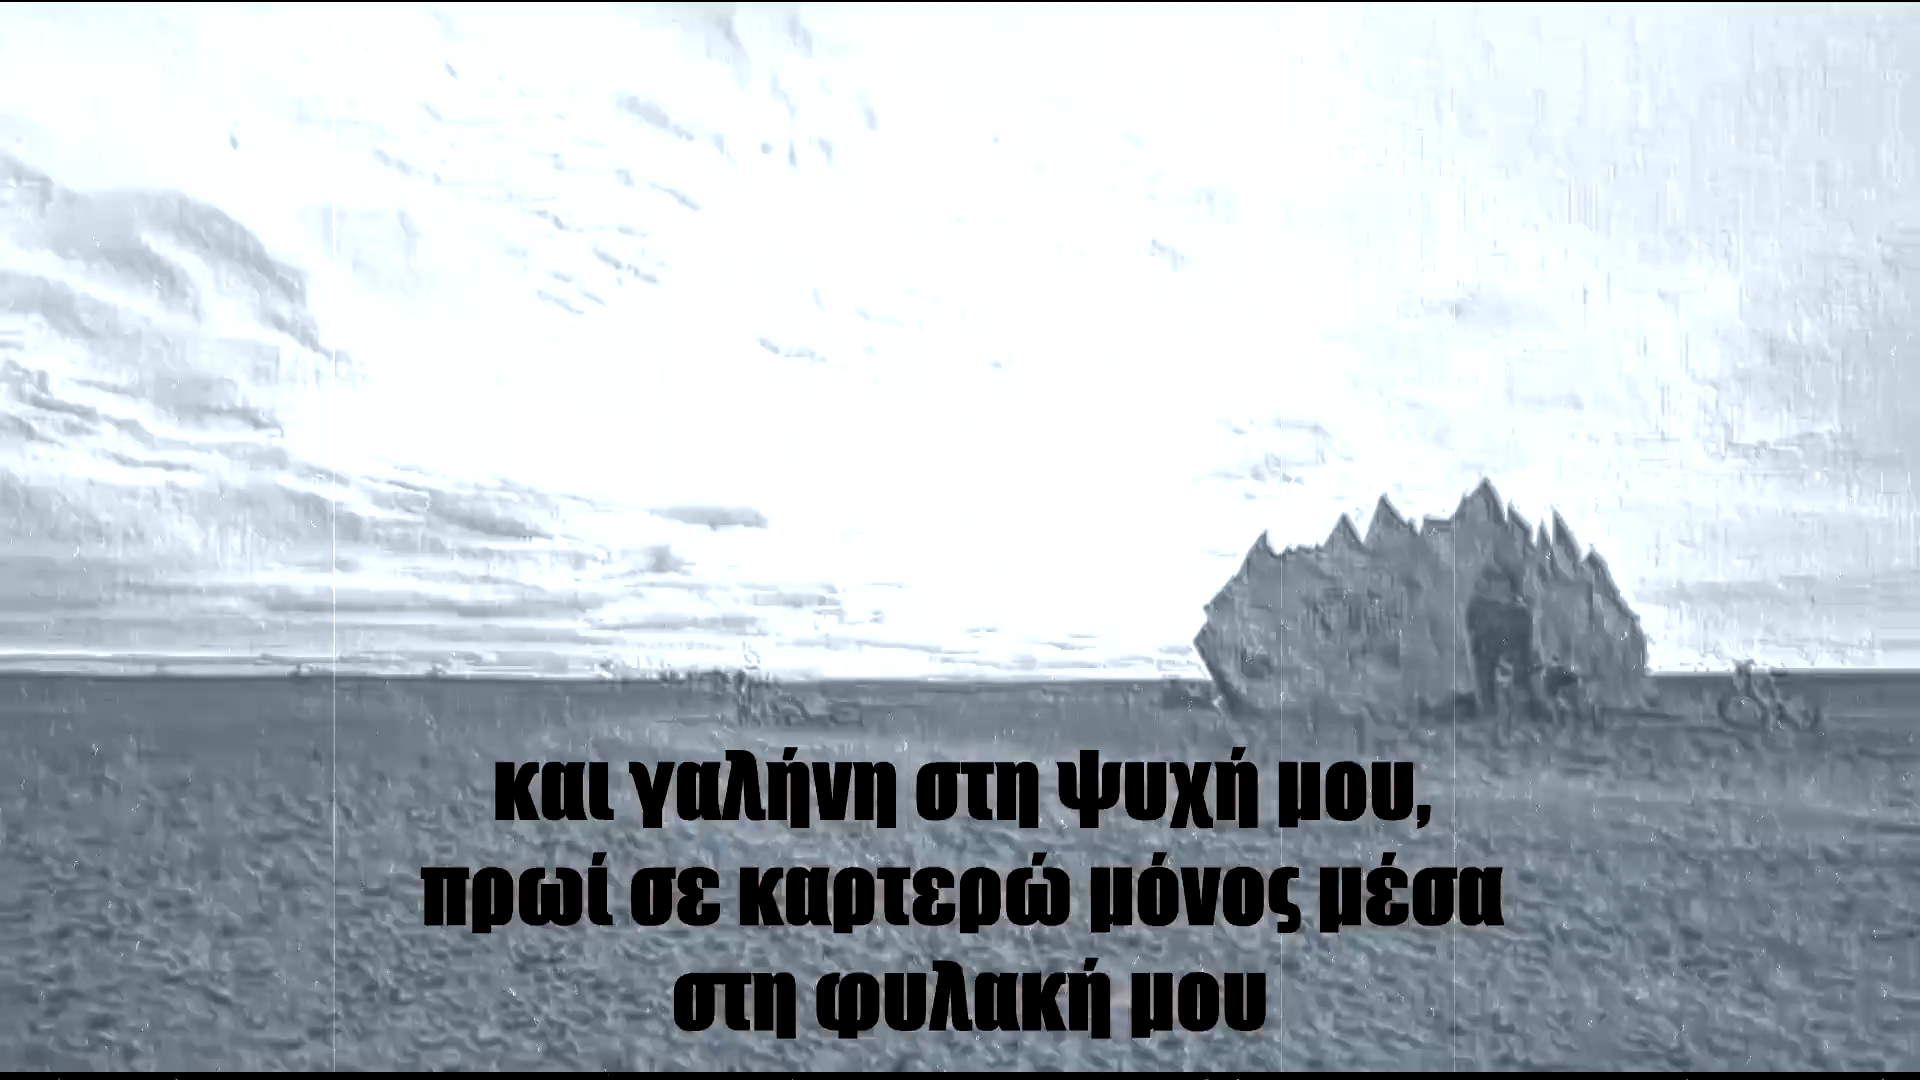 και γαλήνη στη ψυχή μου,
πρωί σε καρτερώ μόνος μέσα
στη φυλακή μου